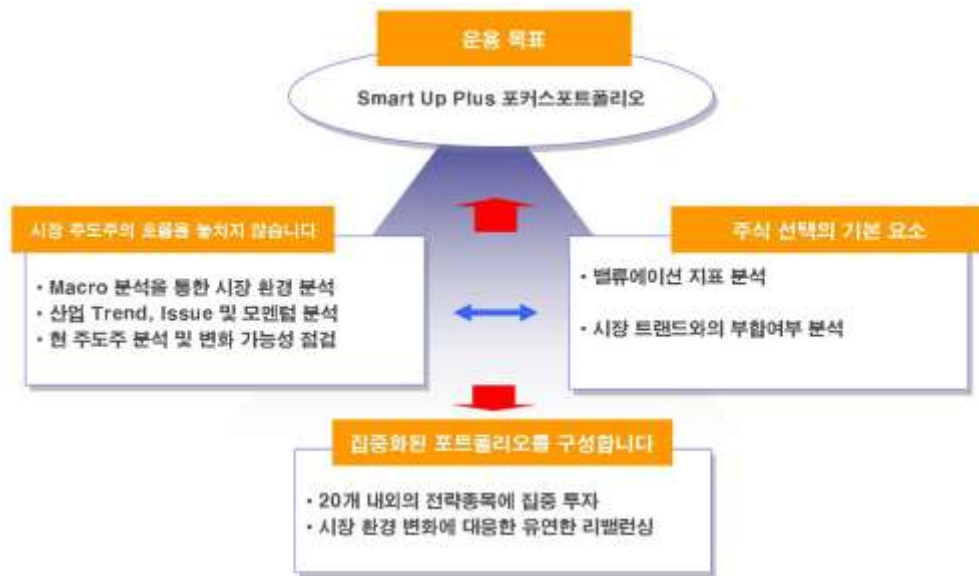 운용 목표
Smart Up Plus 포커스포트폴리오
시장 주도주의 흐름을 놓치지 않습니다
• Macro 분석을 통한 시장 환경 분석
• 산업 Trend, Issue 및 모멘텀 분석
• 현 주도주 분석 및 변화 가능성 점검
주식 선택의 기본 요소
• 밸류에이션 지표 분석
• 시장 트랜드와의 부합여부 분석
집중화된 포트폴리오를 구성합니다
• 20개 내외의 전략종목에 집중 투자
• 시장 환경 변화에 대응한 유연한 리밸런싱